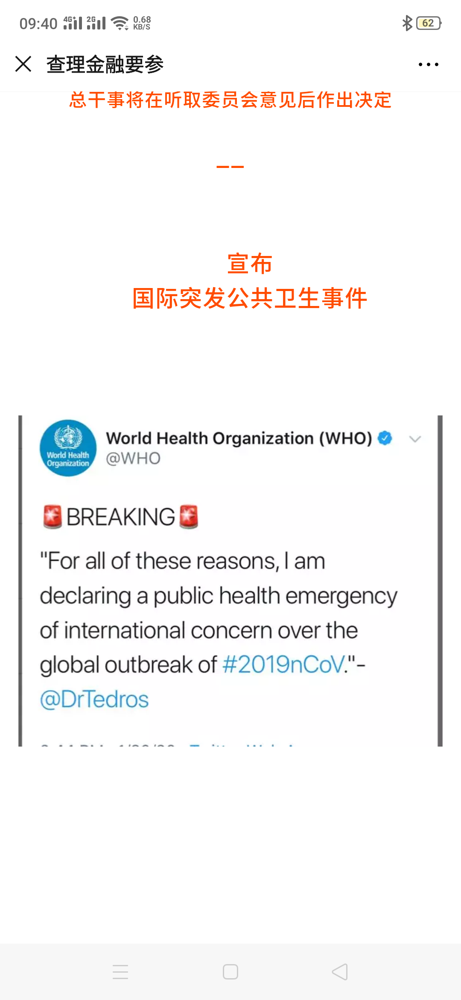 09:40 4G+ 2G 0.68 KB/S 62
查理金融要参
总干事将在听取委员会意见后作出决定
——
宣布
国际突发公共卫生事件
World Health Organization
World Health Organization (WHO)
@WHO
BREAKING
"For all of these reasons, I am
declaring a public health emergency
of international concern over the
global outbreak of #2019nCoV."-
@DrTedros